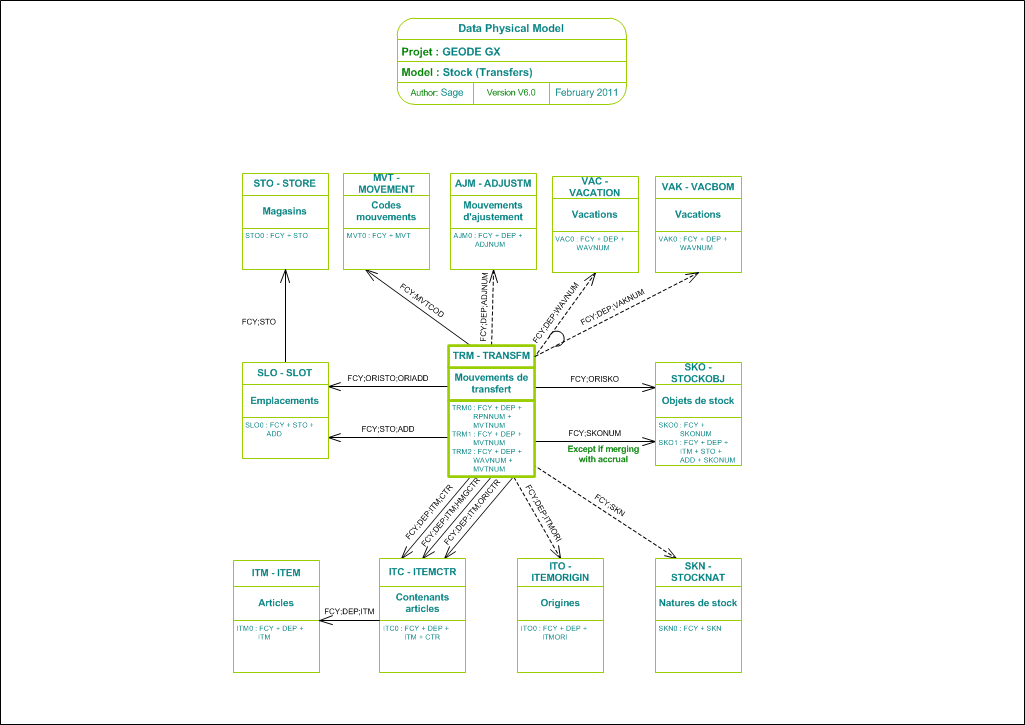 Data Physical Model
Projet : GEODE GX
Model : Stock (Transfers)
Author: Sage
Version V6.0
February 2011
STO - STORE
Magasins
STO0 : FCY + STO
MVT -
MOVEMENT
Codes
mouvements
MVT0 : FCY + MVT
AJM - ADJUSTM
Mouvements
d'ajustement
AJM0 : FCY + DEP +
ADJNUM
VAC -
VACATION
Vacations
VAC0 : FCY + DEP +
WAVNUM
VAK - VACBOM
Vacations
VAK0 : FCY + DEP +
WAVNUM
FCY;STO
FCY;MVTCOD
FCY;DEP;ADJNUM
FCY;DEP;WAVNUM
FCY;DEP;VAKNUM
SLO - SLOT
Emplacements
SLO0 : FCY + STO +
ADD
FCY;ORISTO;ORIADD
FCY;STO;ADD
TRM - TRANSFM
Mouvements de
transfert
TRM0 : FCY + DEP +
RPNNUM +
MVTNUM
TRM1 : FCY + DEP +
MVTNUM
TRM2 : FCY + DEP +
WAVNUM +
MVTNUM
FCY;ORISKO
FCY;SKONUM
Except if merging
with accrual
SKO -
STOCKOBJ
Objets de stock
SKO0 : FCY +
SKONUM
SKO1 : FCY + DEP +
ITM + STO +
ADD + SKONUM
FCY;DEP;ITM;CTR
FCY;DEP;ITM;HMGCTR
FCY;DEP;ITM;ORICTR
FCY;DEP;ITMORI
FCY;SKN
ITM - ITEM
Articles
ITM0 : FCY + DEP +
ITM
FCY;DEP;ITM
ITC - ITEMCTR
Contenants
articles
ITC0 : FCY + DEP +
ITM + CTR
ITO -
ITEMORIGIN
Origines
ITO0 : FCY + DEP +
ITMORI
SKN -
STOCKNAT
Natures de stock
SKN0 : FCY + SKN